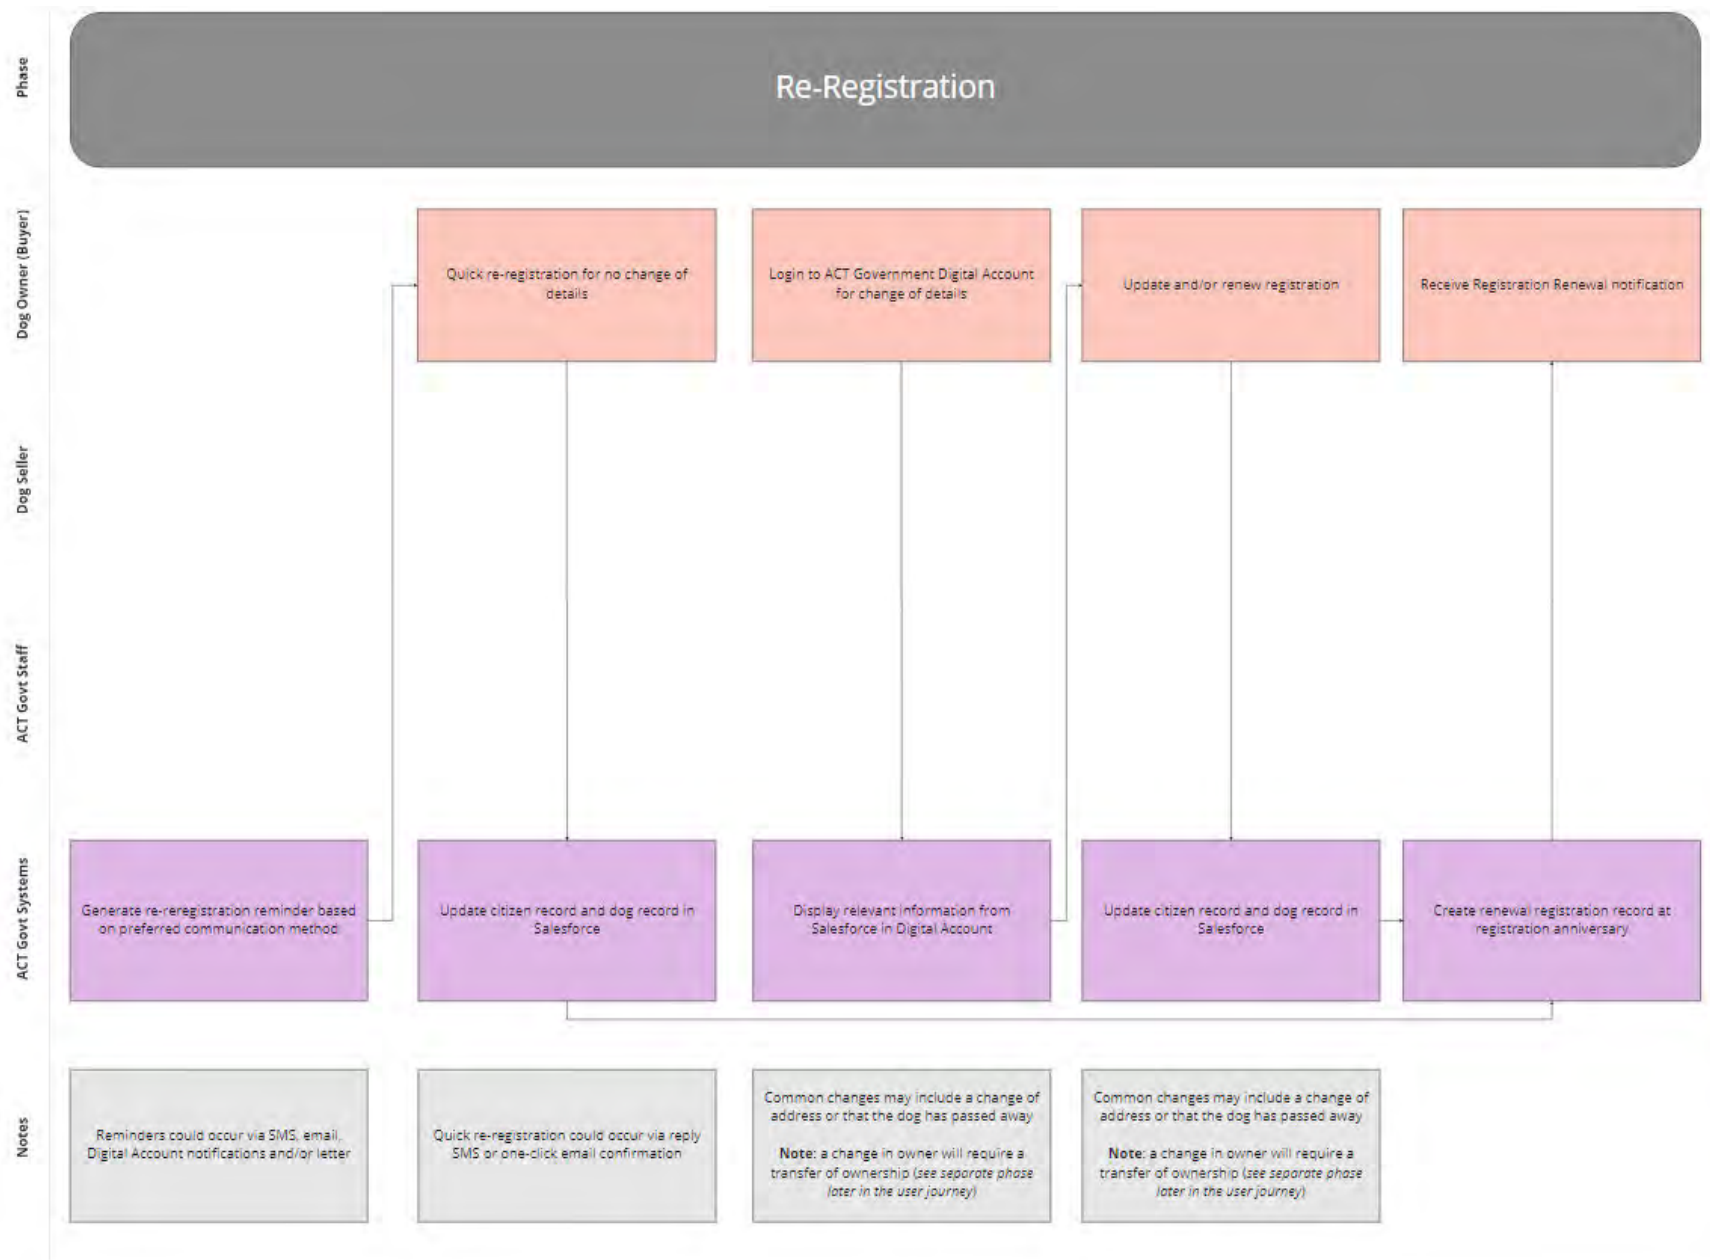 Phase
Re-Registration
Dog Owner (Buyer)
Quick re-registration for no change of
details
Login to ACT Government Digital Account
for change of details
Update and/or renew registration
Receive Registration Renewal notification
Dog Seller
ACT Govt Staff
ACT Govt Systems
Generate re-reregistration reminder based
on preferred communication method
Update citizen record and dog record in
Salesforce
Display relevant information from
Salesforce in Digital Account
Update citizen record and dog record in
Salesforce
Create renewal registration record at
registration anniversary
Notes
Reminders could occur via SMS, email,
Digital Account notifications and/or letter
Quick re-registration could occur via reply
SMS or one-click email confirmation
Common changes may include a change of
address or that the dog has passed away
Note: a change in owner will require a
transfer of ownership (see separate phase
later in the user journey)
Common changes may include a change of
address or that the dog has passed away
Note: a change in owner will require a
transfer of ownership (see separate phase
later in the user journey)